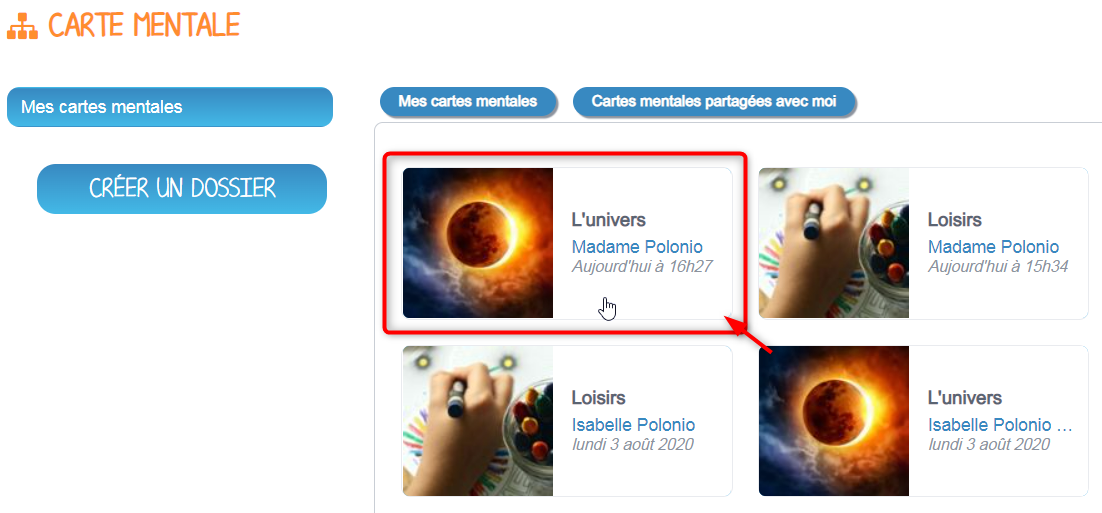 CARTE MENTALE
Mes cartes mentales
CRÉER UN DOSSIER
Mes cartes mentales
Cartes mentales partagées avec moi
L'univers
Madame Polonio
Aujourd'hui à 16h27
Loisirs
Madame Polonio
Aujourd'hui à 15h34
Loisirs
Isabelle Polonio
lundi 3 août 2020
L'univers
Isabelle Polonio ...
lundi 3 août 2020